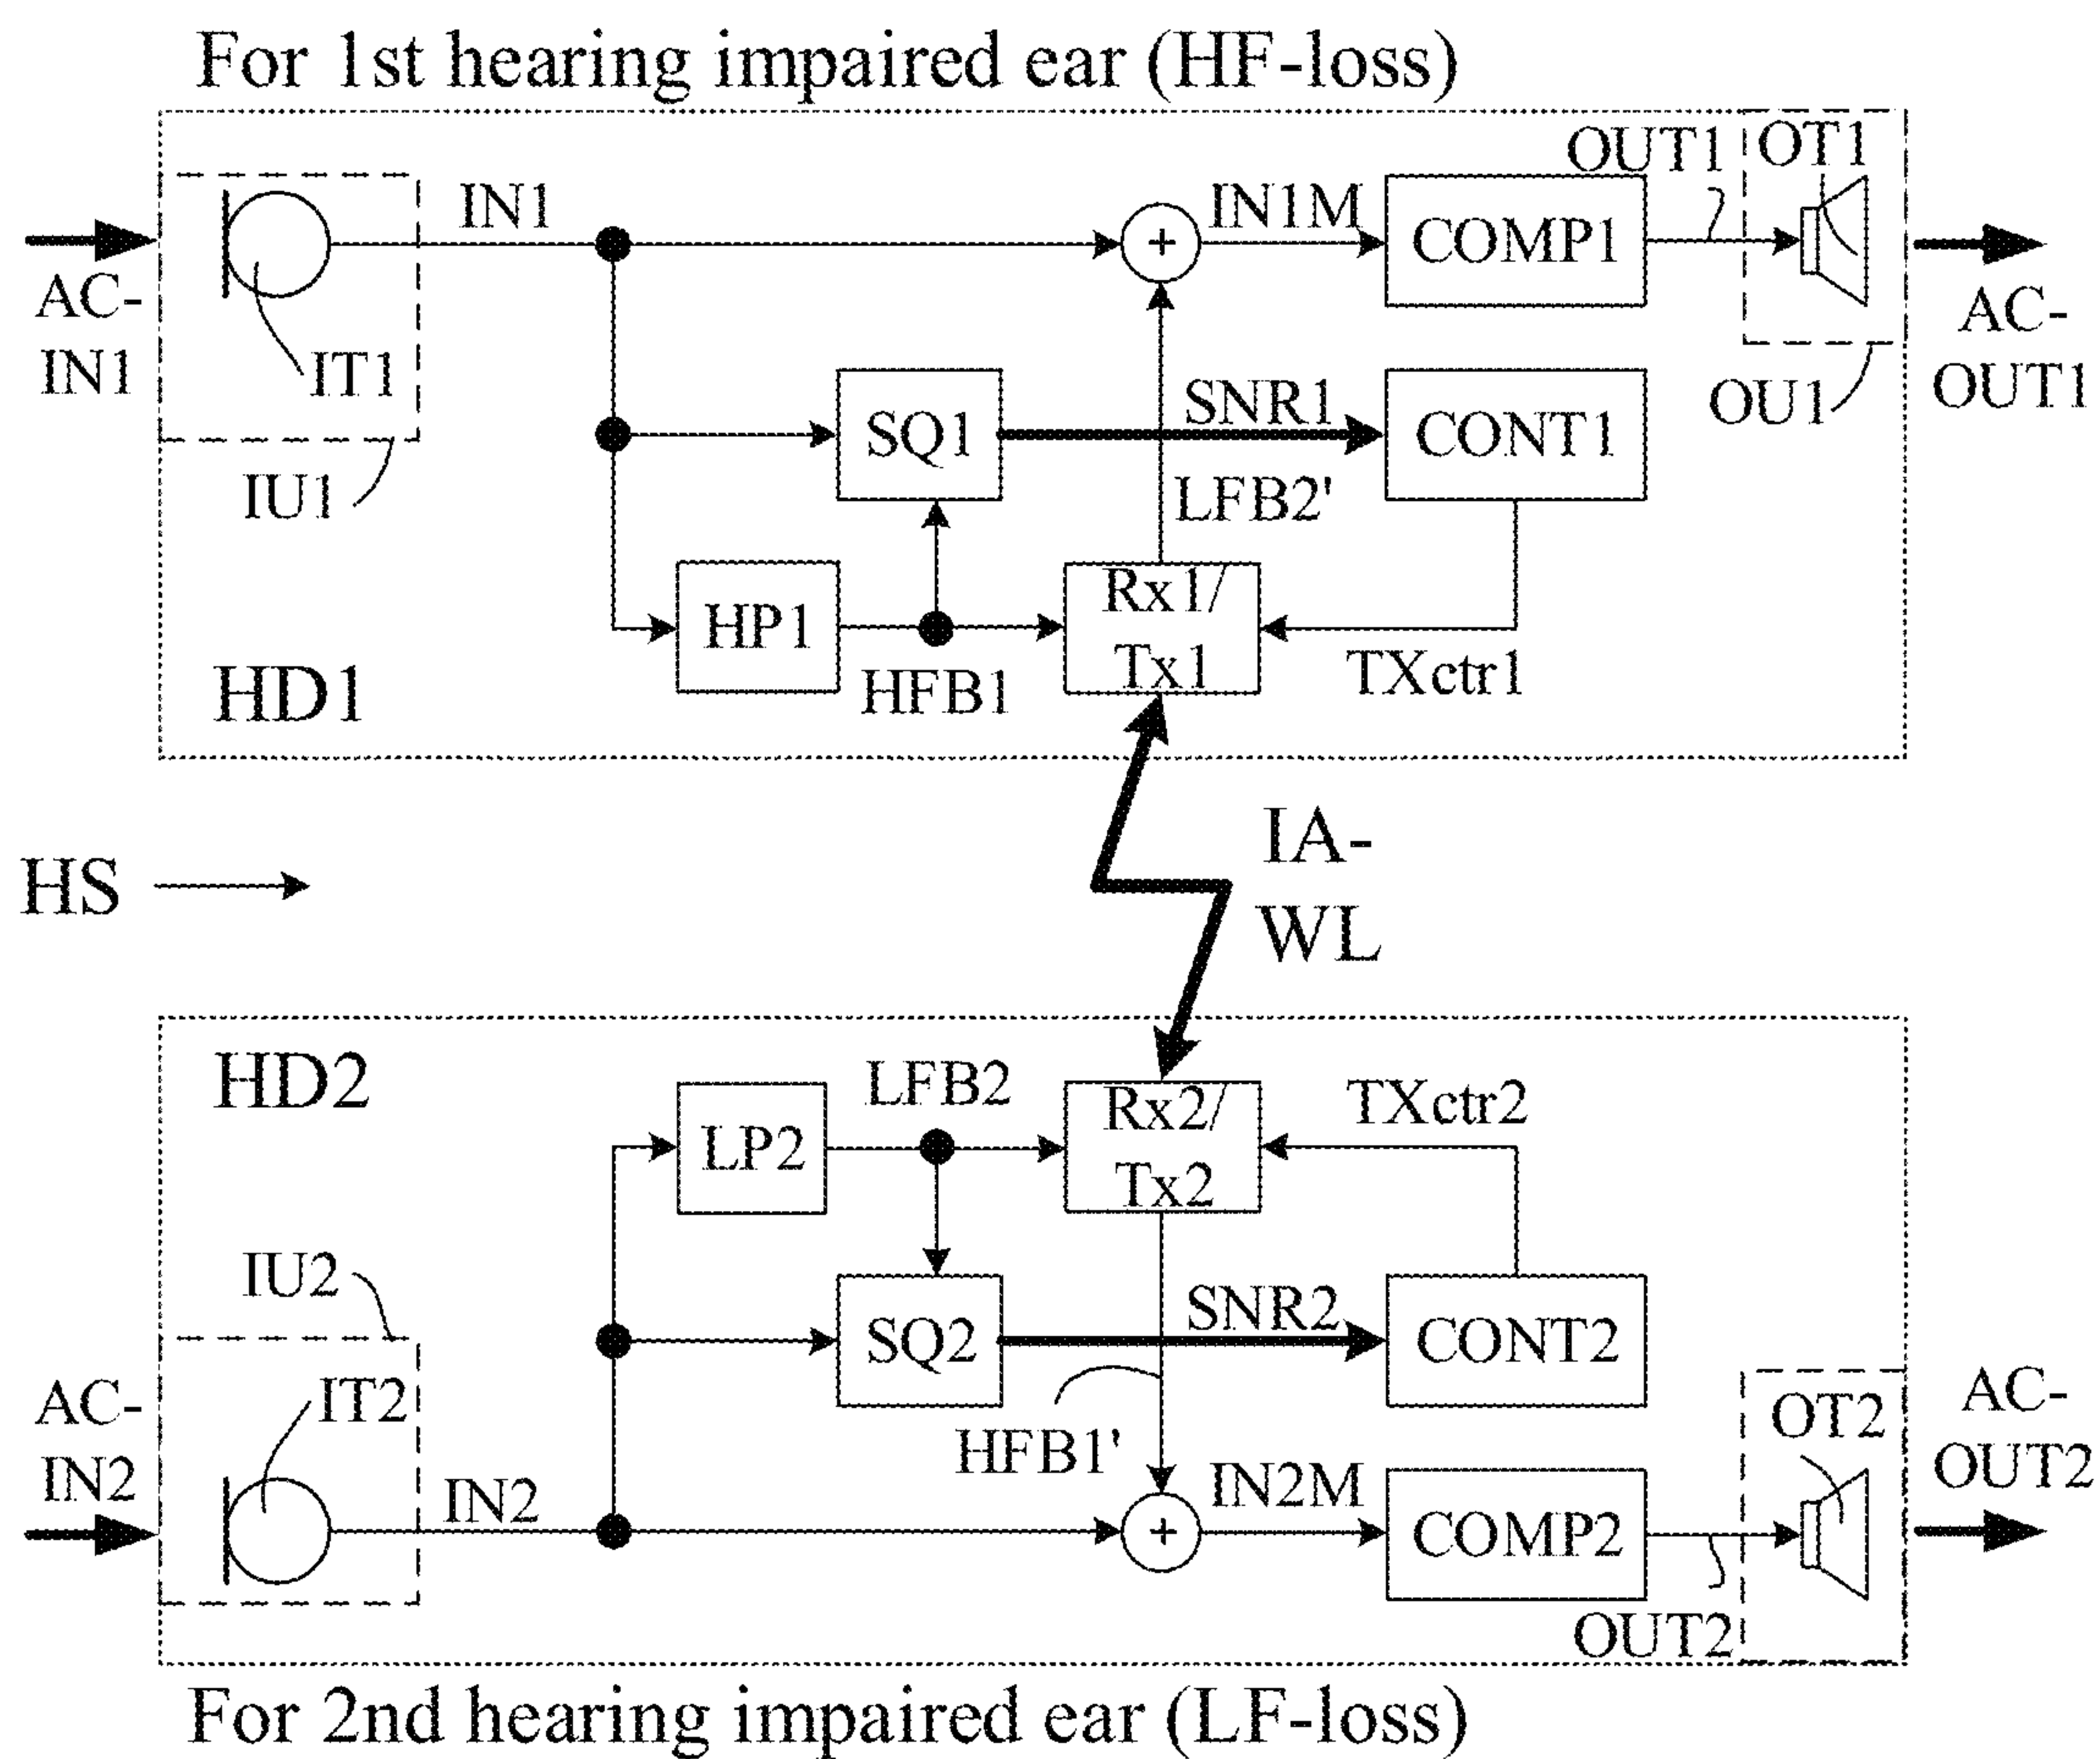 For 1st hearing impaired ear (HF-loss)
OUT1
OT1
IN1
IN1M
COMP1
+
AC-
IN1
IT1
AC-
OUT1
SNR1
OU1
SQ1
CONT1
IU1
LFB2'
HP1
Rx1/
Tx1
HD1
HFB1
TXctr1
IA-
WL
HS
HD2
LFB2
TXctr2
LP2
Rx2/
Tx2
IU2
SNR2
SQ2
CONT2
AC-
IN2
IT2
OT2
AC-
OUT2
HFB1'
IN2
IN2M
COMP2
+
OUT2
For 2nd hearing impaired ear (LF-loss)